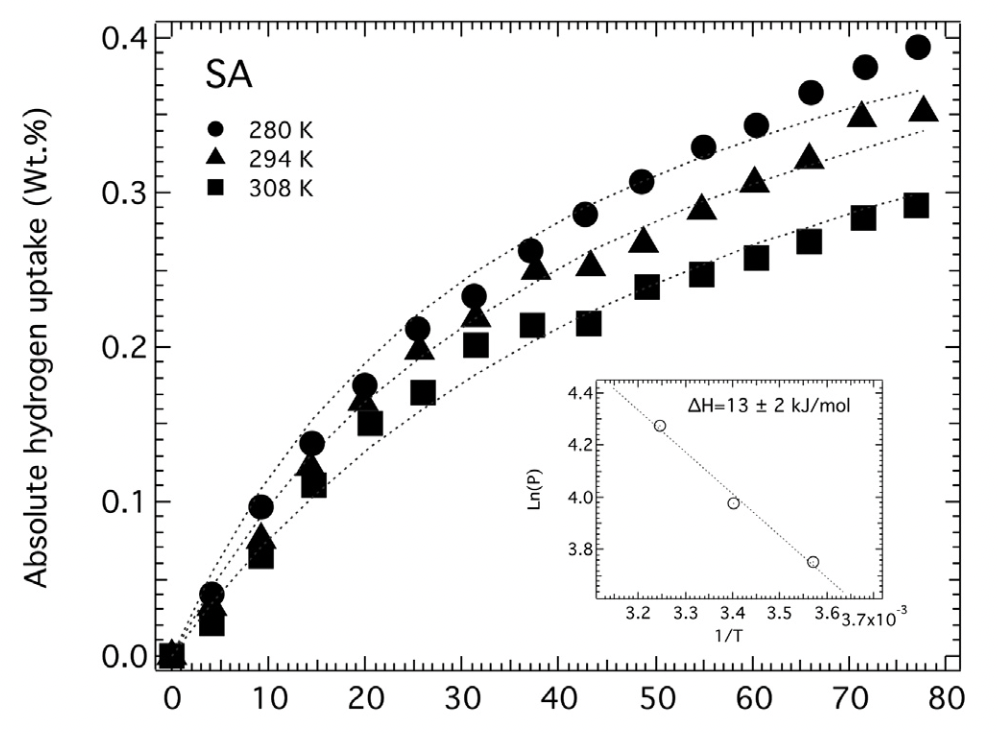 Absolute hydrogen uptake (Wt.%)
0.4
0.3
0.2
0.1
0.0
SA
280 K
294 K
308 K
ΔH=13 ± 2 kJ/mol
Ln(P)
4.4
4.2
4.0
3.8
3.2 3.3 3.4 3.5 3.6 3.7x10⁻³
1/T
0 10 20 30 40 50 60 70 80